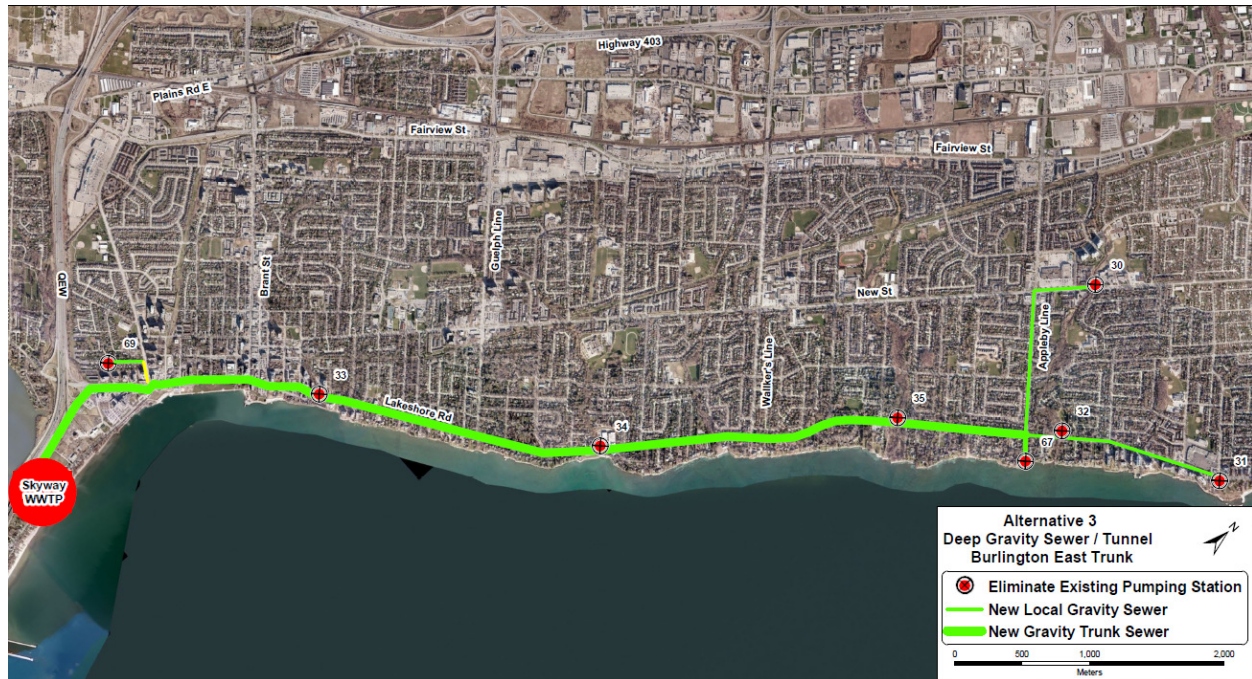 Highway 403
Plains Rd E
Fairview St
Fairview St
QEW
Brant St
Guelph Line
Walker's Line
New St
Appleby Line
30
69
33
Lakeshore Rd
34
35
32
67
31
Skyway
WWTP
Alternative 3
Deep Gravity Sewer / Tunnel
Burlington East Trunk
N
Eliminate Existing Pumping Station
New Local Gravity Sewer
New Gravity Trunk Sewer
0 500 1,000 2,000
Meters